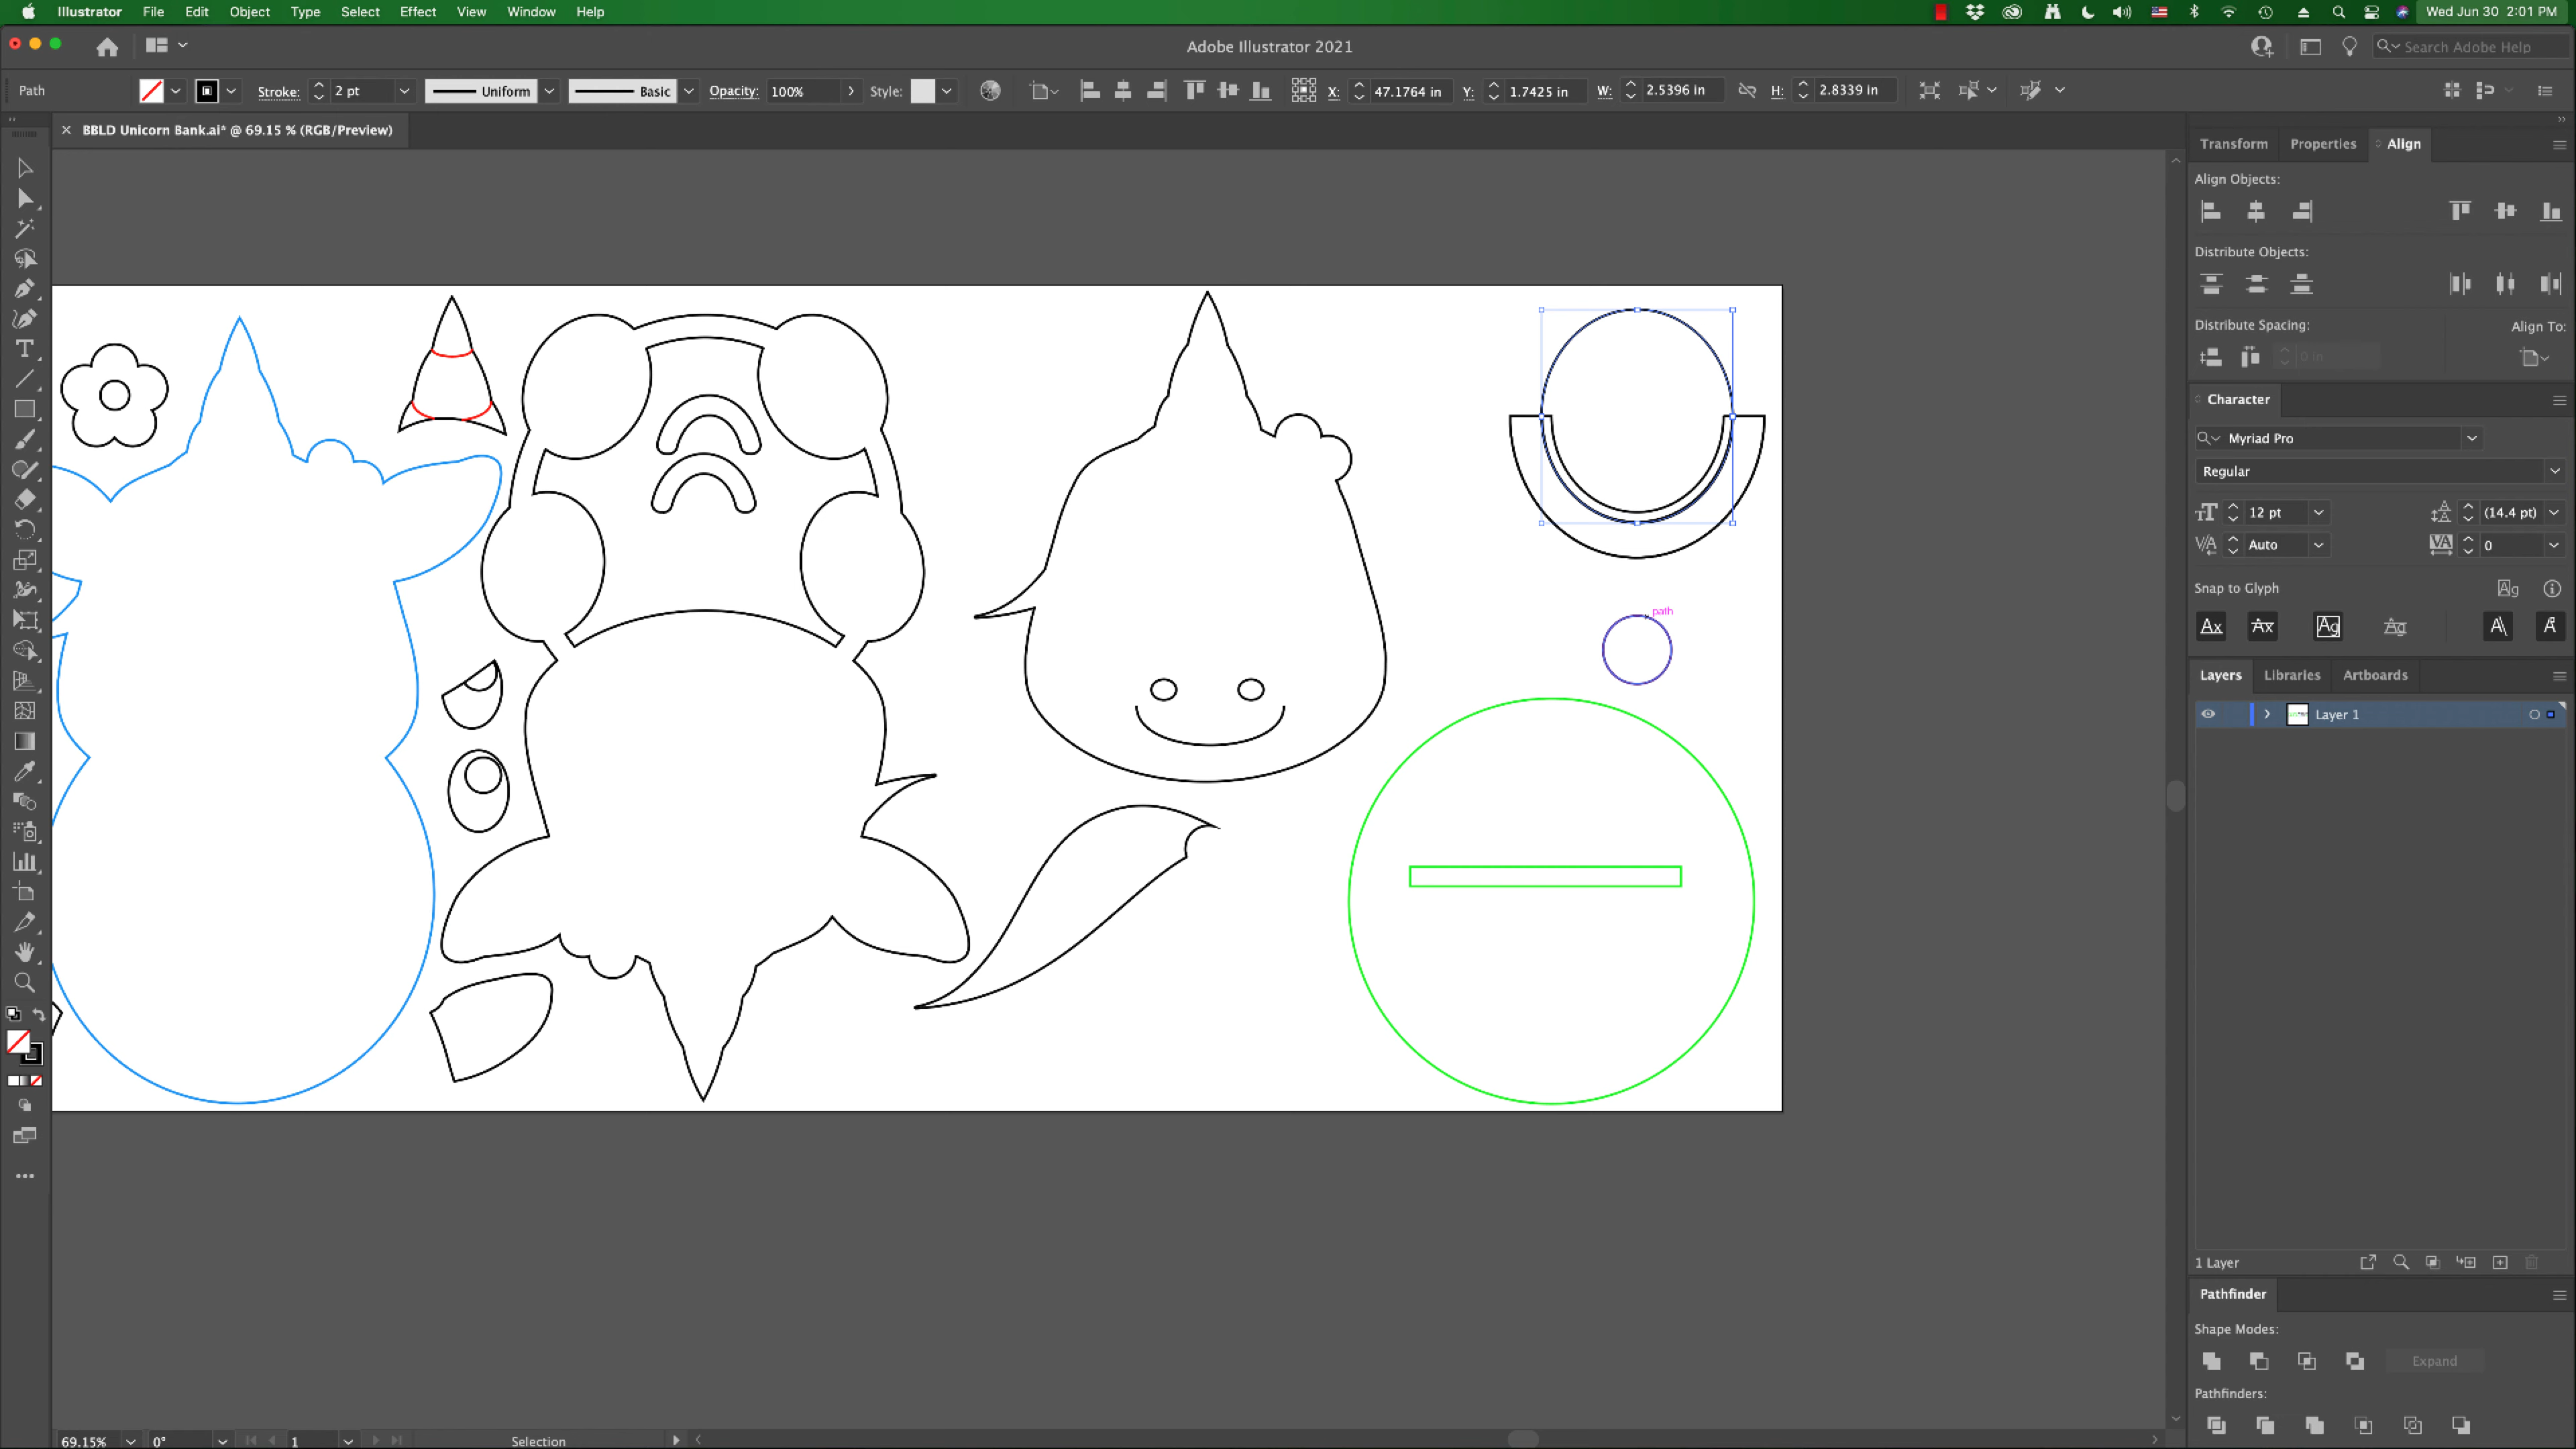 Illustrator File Edit Object Type Select Effect View Window Help Wed Jun 30 2:01 PM
Adobe Illustrator 2021 Search Adobe Help
Path Stroke: 2 pt Uniform Basic Opacity: 100% Style: X: 47.1764 in Y: 1.7425 in W: 2.5396 in H: 2.8339 in
BBLD Unicorn Bank.ai* @ 69.15 % (RGB/Preview)
Transform Properties Align
Align Objects:
Distribute Objects:
Distribute Spacing: Align To:
0 in
Character
Myriad Pro
Regular
12 pt (14.4 pt)
Auto 0
Snap to Glyph
path
Layers Libraries Artboards
Layer 1
1 Layer
Pathfinder
Shape Modes:
Expand
Pathfinders:
69.15% 0° 1 Selection